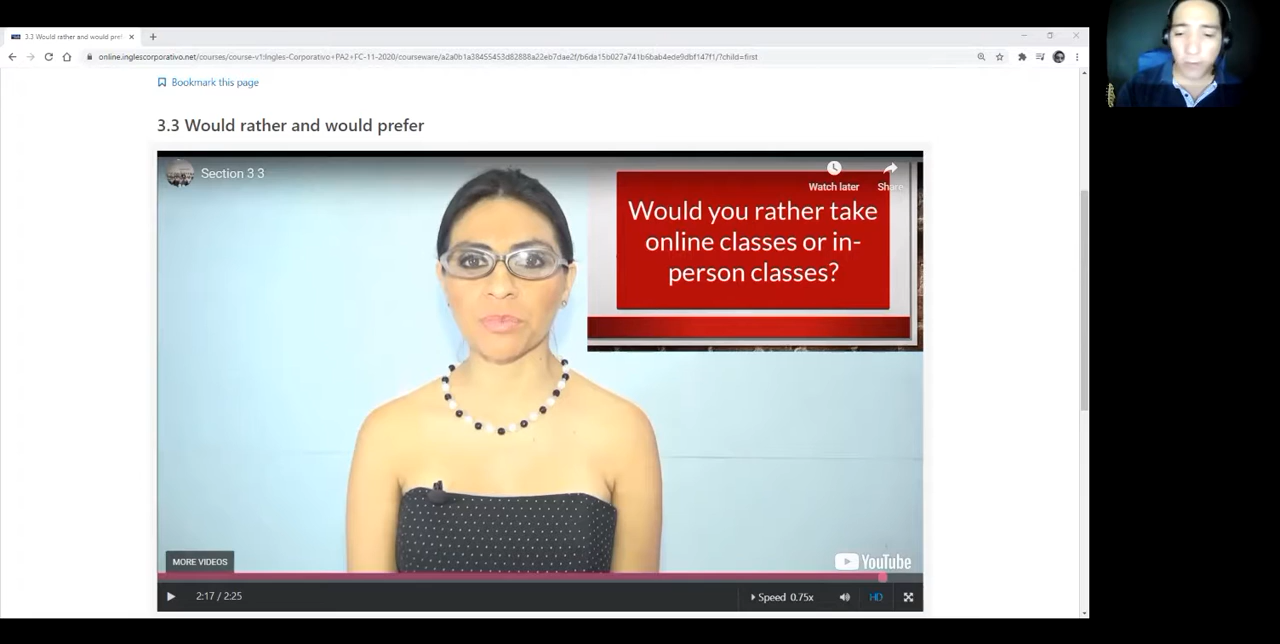 3.3 Would rather and would pref
online.inglescorporativo.net/courses/course-v1:Ingles-Corporativo+PA2+FC-11-2020/courseware/a2a0b1a38455453d82888a22eb7dae2f/b6da15b027a741b6bab4ede9dbf147f1/?child=first
Bookmark this page
3.3 Would rather and would prefer
Section 3 3
Watch later
Share
Would you rather take
online classes or in-
person classes?
MORE VIDEOS
YouTube
2:17 / 2:25
Speed 0.75x
HD